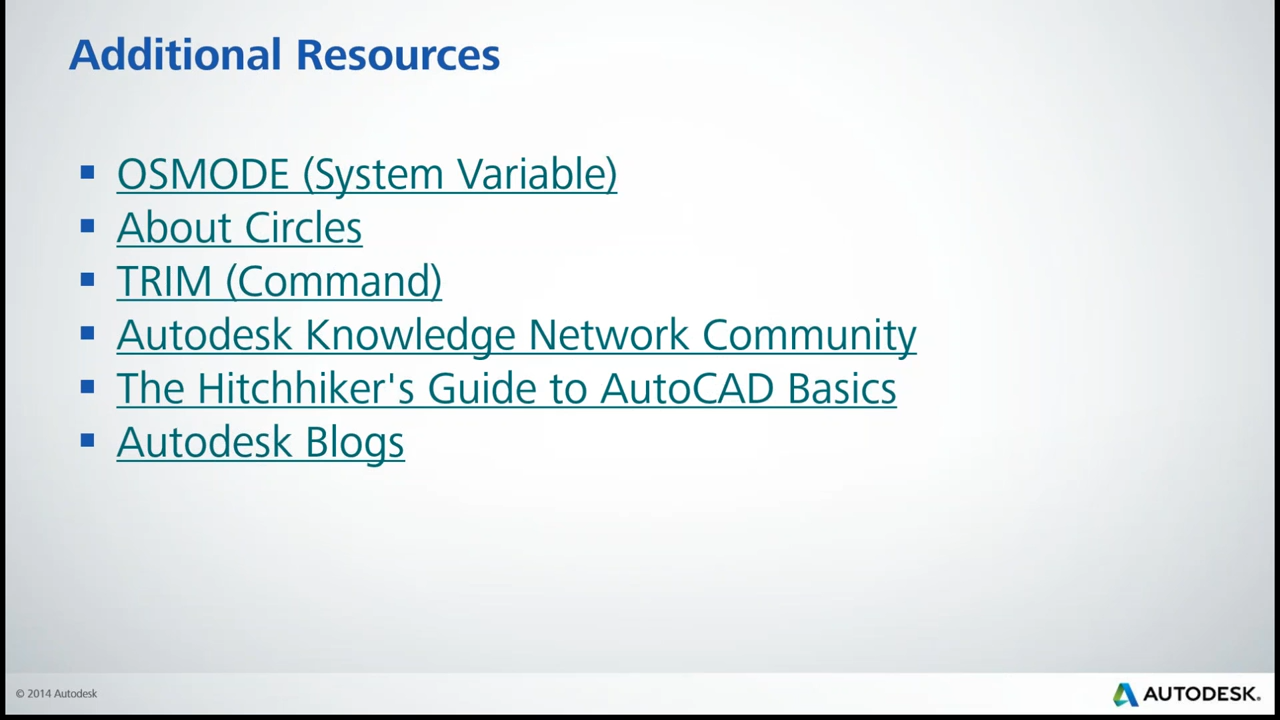 Additional Resources
OSMODE (System Variable)
About Circles
TRIM (Command)
Autodesk Knowledge Network Community
The Hitchhiker's Guide to AutoCAD Basics
Autodesk Blogs
© 2014 Autodesk
AUTODESK.